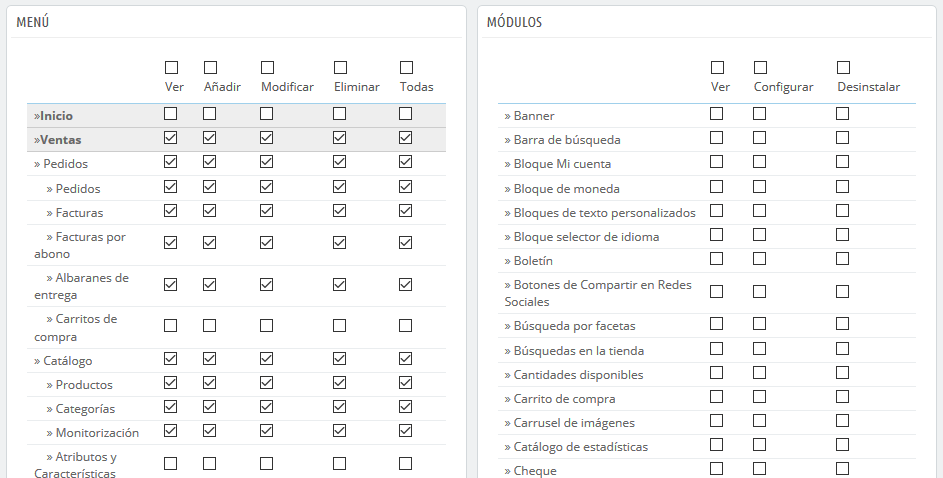 MENÚ
Ver Añadir Modificar Eliminar Todas
»Inicio
»Ventas
» Pedidos
» Pedidos
» Facturas
» Facturas por
abono
» Albaranes de
entrega
» Carritos de
compra
» Catálogo
» Productos
» Categorías
» Monitorización
» Atributos y
Características
MÓDULOS
Ver Configurar Desinstalar
» Banner
» Barra de búsqueda
» Bloque Mi cuenta
» Bloque de moneda
» Bloques de texto personalizados
» Bloque selector de idioma
» Boletín
» Botones de Compartir en Redes
Sociales
» Búsqueda por facetas
» Búsquedas en la tienda
» Cantidades disponibles
» Carrito de compra
» Carrusel de imágenes
» Catálogo de estadísticas
» Cheque